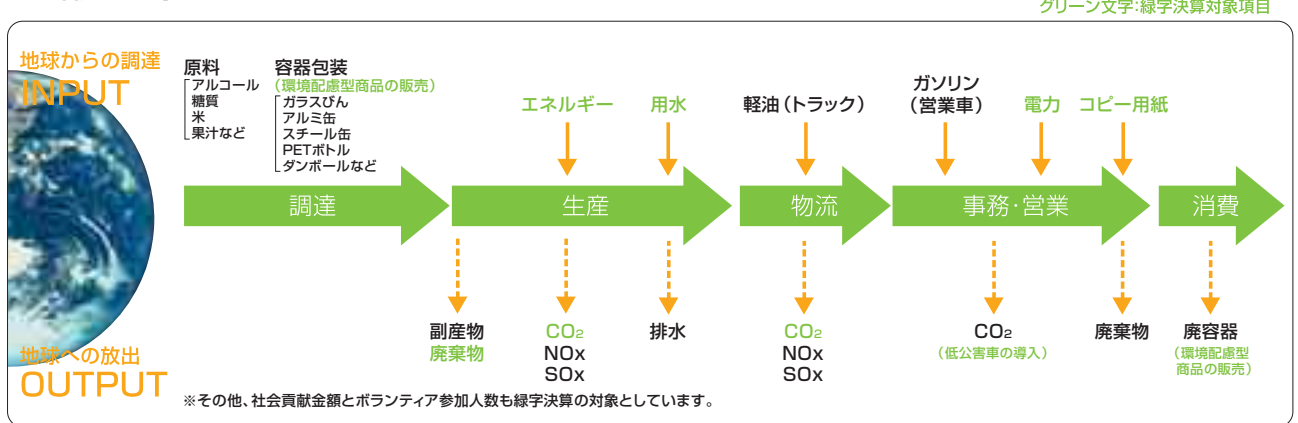 グリーン文字:緑字決算対象項目
地球からの調達
INPUT
原料
アルコール
糖質
米
果汁など
容器包装
(環境配慮型商品の販売)
ガラスびん
アルミ缶
スチール缶
PETボトル
ダンボールなど
エネルギー
用水
軽油(トラック)
ガソリン
(営業車)
電力
コピー用紙
調達
生産
物流
事務・営業
消費
副産物
廃棄物
CO2
NOx
SOx
排水
CO2
NOx
SOx
CO2
(低公害車の導入)
廃棄物
廃容器
(環境配慮型
商品の販売)
地球への放出
OUTPUT
※その他、社会貢献金額とボランティア参加人数も緑字決算の対象としています。